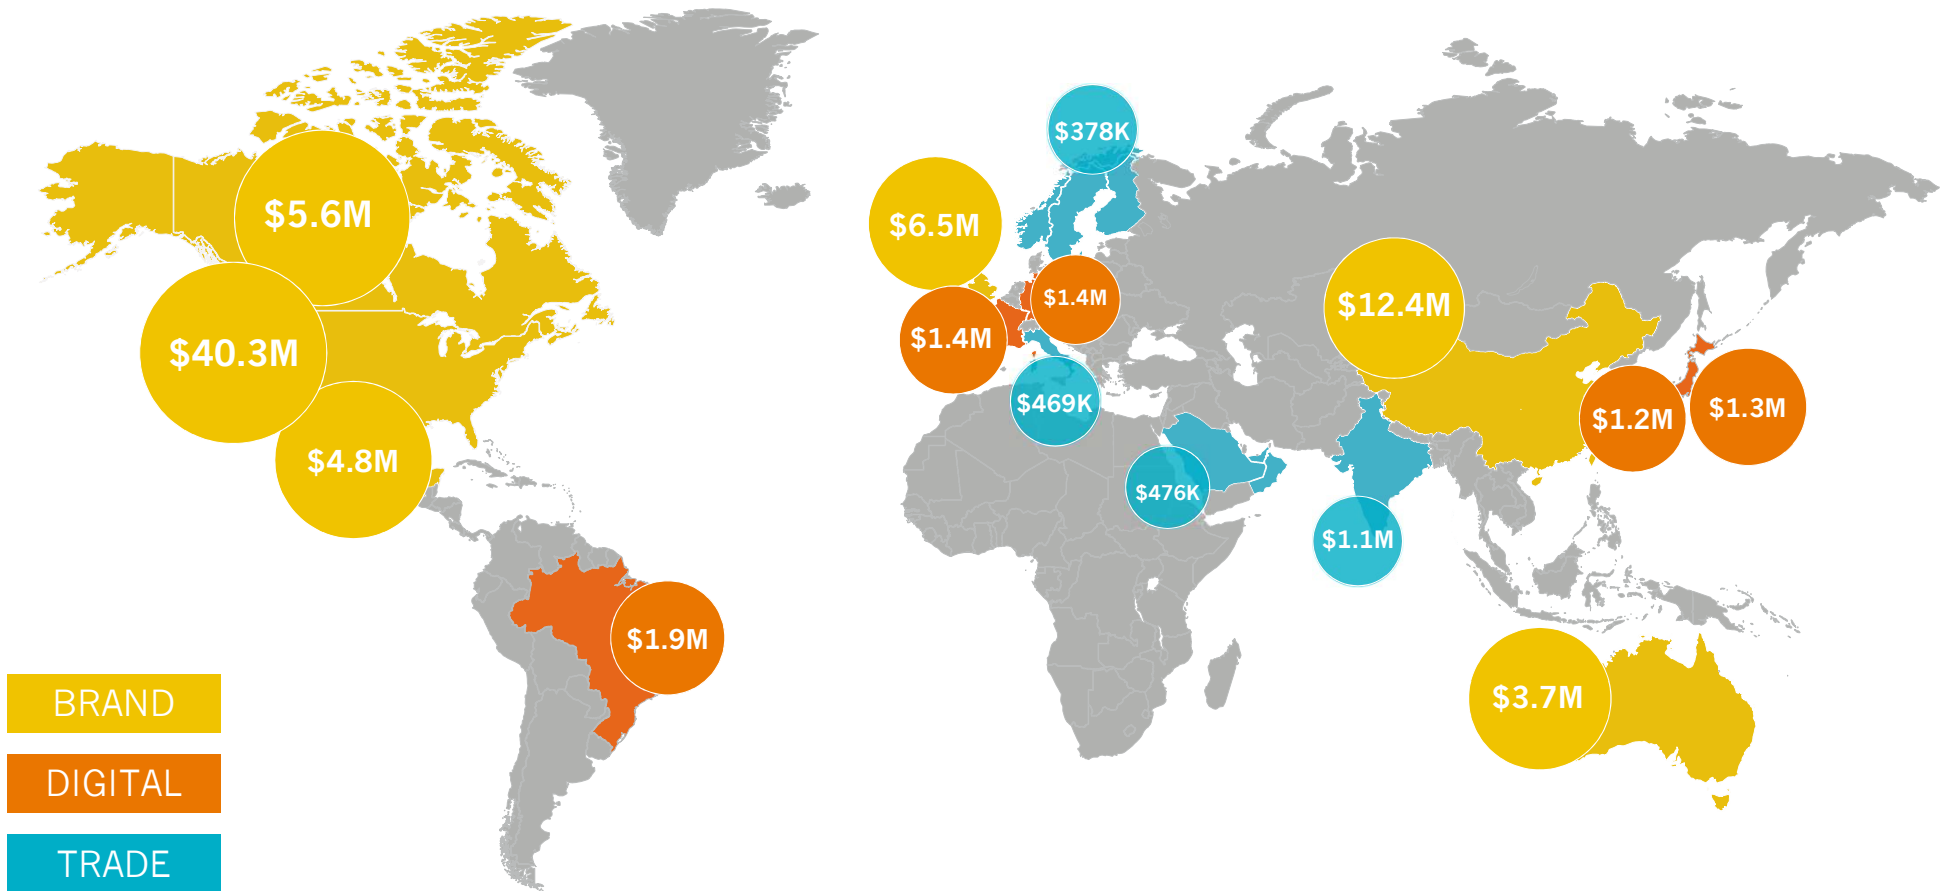 $378K
$5.6M
$6.5M
$1.4M
$12.4M
$1.4M
$40.3M
$469K
$1.2M
$1.3M
$4.8M
$476K
$1.1M
$1.9M
$3.7M
BRAND
DIGITAL
TRADE